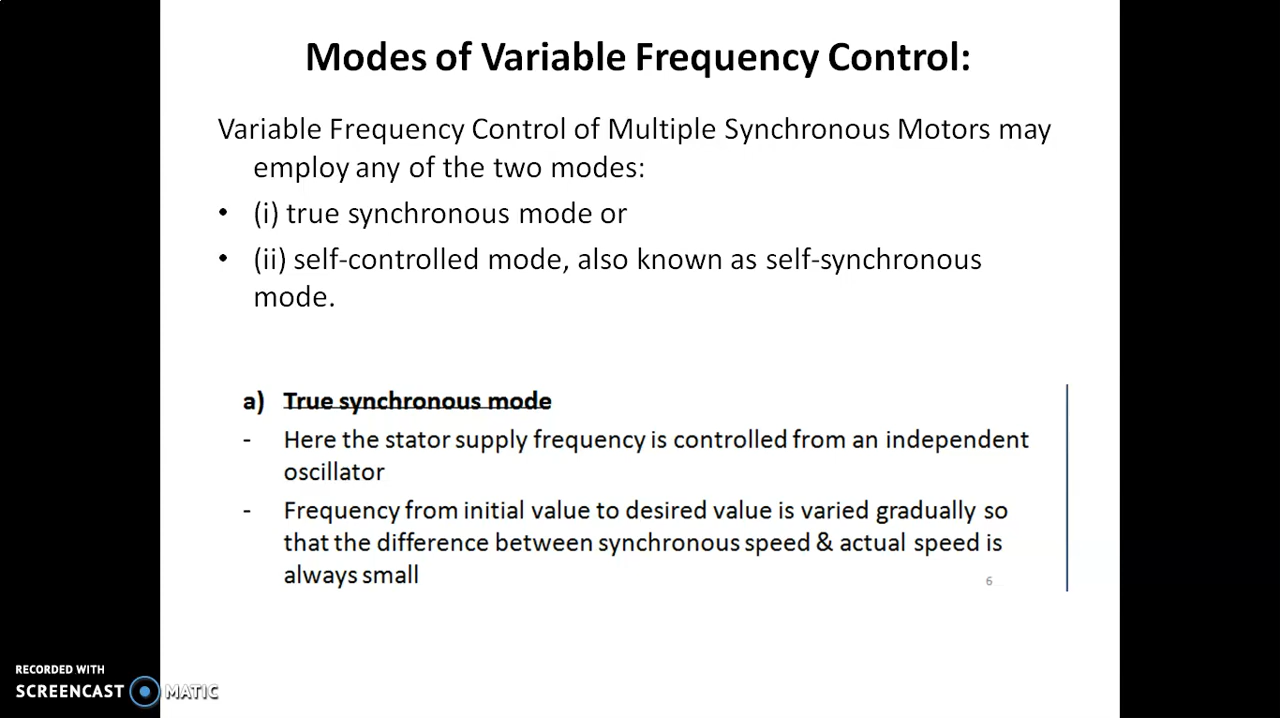 Modes of Variable Frequency Control:
Variable Frequency Control of Multiple Synchronous Motors may
employ any of the two modes:
• (i) true synchronous mode or
• (ii) self-controlled mode, also known as self-synchronous
mode.
a) True synchronous mode
- Here the stator supply frequency is controlled from an independent
oscillator
- Frequency from initial value to desired value is varied gradually so
that the difference between synchronous speed & actual speed is
always small
6
RECORDED WITH
SCREENCAST MATIC